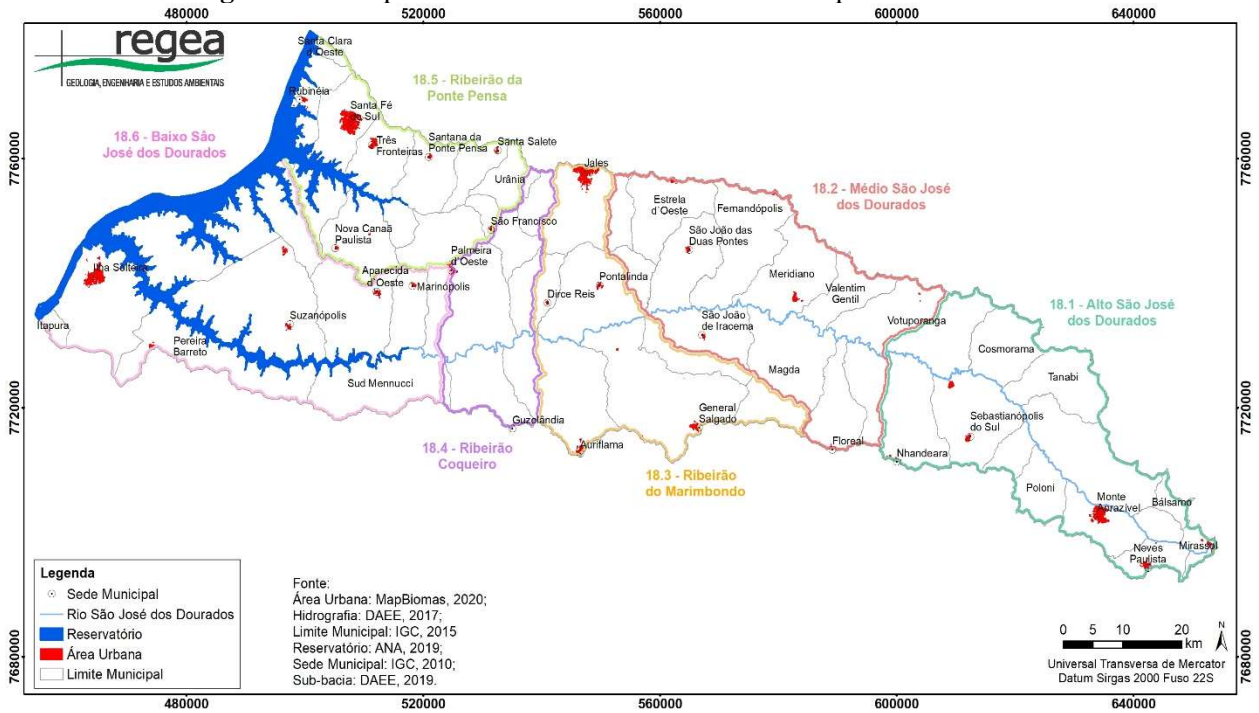 480000
520000
560000
600000
640000
regea
GEOLOGIA, ENGENHARIA E ESTUDOS AMBIENTAIS
Santa Clara
d´Oeste
18.5 - Ribeirão da
Ponte Pensa
Rubinéia
Santa Fé
do Sul
18.6 - Baixo São
José dos Dourados
Três
Fronteiras
Santana da
Ponte Pensa
Santa Salete
Urânia
Jales
7760000
7760000
18.2 - Médio São José
dos Dourados
Estrela
d´Oeste
Fernandópolis
São Francisco
São João das
Duas Pontes
Nova Canaã
Paulista
Palmeira
d´Oeste
Ilha Solteira
Aparecida
d´Oeste
Marinópolis
Pontalinda
Meridiano
Valentim
Gentil
Dirce Reis
18.1 - Alto São José
dos Dourados
Itapura
Suzanópolis
São João
de Iracema
Votuporanga
Pereira
Barreto
Cosmorama
Sud Mennucci
Magda
Tanabi
7720000
7720000
General
Salgado
Sebastianópolis
do Sul
Guzolândia
18.4 - Ribeirão
Coqueiro
Auriflama
Floreal
Nhandeara
18.3 - Ribeirão
do Marimbondo
Poloni
Monte
Aprazível
Bálsamo
Neves
Paulista
Mirassol
Legenda
Sede Municipal
Rio São José dos Dourados
Reservatório
Área Urbana
Limite Municipal
Fonte:
Área Urbana: MapBiomas, 2020;
Hidrografia: DAEE, 2017;
Limite Municipal: IGC, 2015
Reservatório: ANA, 2019;
Sede Municipal: IGC, 2010;
Sub-bacia: DAEE, 2019.
N
0 5 10 20
km
Universal Transversa de Mercator
Datum Sirgas 2000 Fuso 22S
7680000
7680000
480000
520000
560000
600000
640000